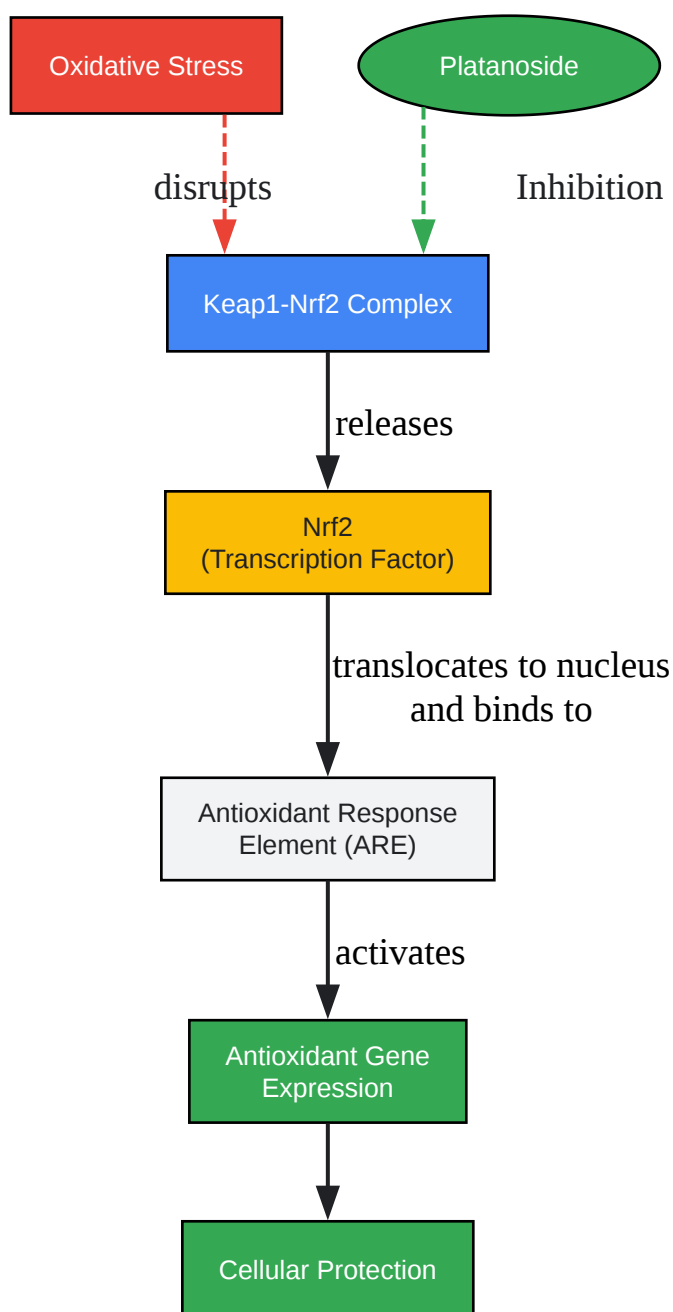 Oxidative Stress
Platanoside
disrupts
Inhibition
Keap1-Nrf2 Complex
releases
Nrf2
(Transcription Factor)
translocates to nucleus
and binds to
Antioxidant Response
Element (ARE)
activates
Antioxidant Gene
Expression
Cellular Protection